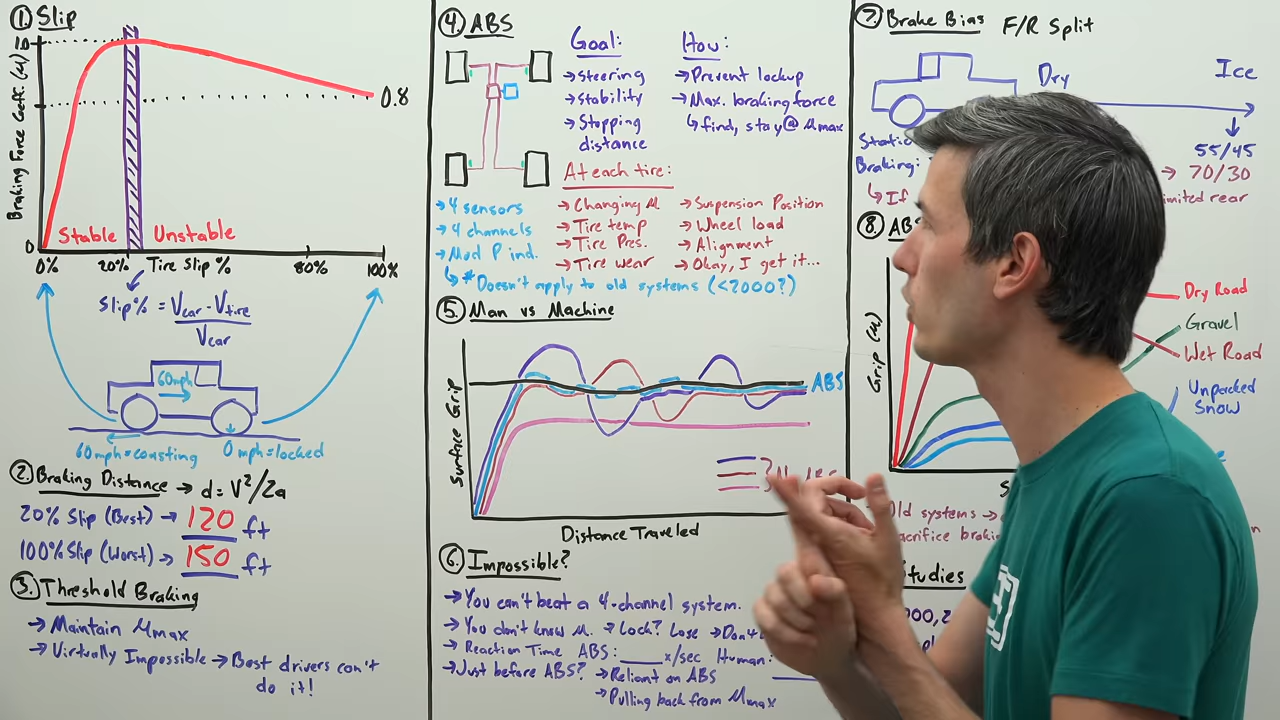 ① Slip
1.0
0.8
Braking Force Coeff. (μ)
Stable
Unstable
0
0%
20%
Tire Slip %
80%
100%
Slip% = Vcar - Vtire
Vcar
60mph
60mph=coasting
0mph=locked
② Braking Distance → d = V²/2a
20% Slip (Best) → 120 ft
100% Slip (Worst) → 150 ft
③ Threshold Braking
→ Maintain μmax
→ Virtually Impossible → Best drivers can't
do it!
④ ABS
Goal:
→ Steering
→ Stability
→ Stopping
distance
How:
→ Prevent lockup
→ Max. braking force
↳ find, stay @ μmax
At each tire:
→ Changing μ
→ Tire temp
→ Tire Pres.
→ Tire wear
→ Suspension Position
→ Wheel load
→ Alignment
→ Okay, I get it...
→ 4 sensors
→ 4 channels
→ Mod P ind.
↳ *Doesn't apply to old systems (<2000?)
⑤ Man vs Machine
Surface Grip
ABS
Distance Traveled
⑥ Impossible?
→ You can't beat a 4-channel system.
→ You don't know μ. → Lock? Lose → Don't
→ Reaction Time ABS: ____ x/sec Human:
→ Just before ABS? → Reliant on ABS
→ Pulling back from μmax
⑦ Brake Bias F/R Split
Dry
Ice
55/45
→ 70/30
Static
Braking:
↳ If
limited rear
⑧
Grip (μ)
Dry Road
Gravel
Wet Road
Unpacked
Snow
Old systems →
Sacrifice
Studies